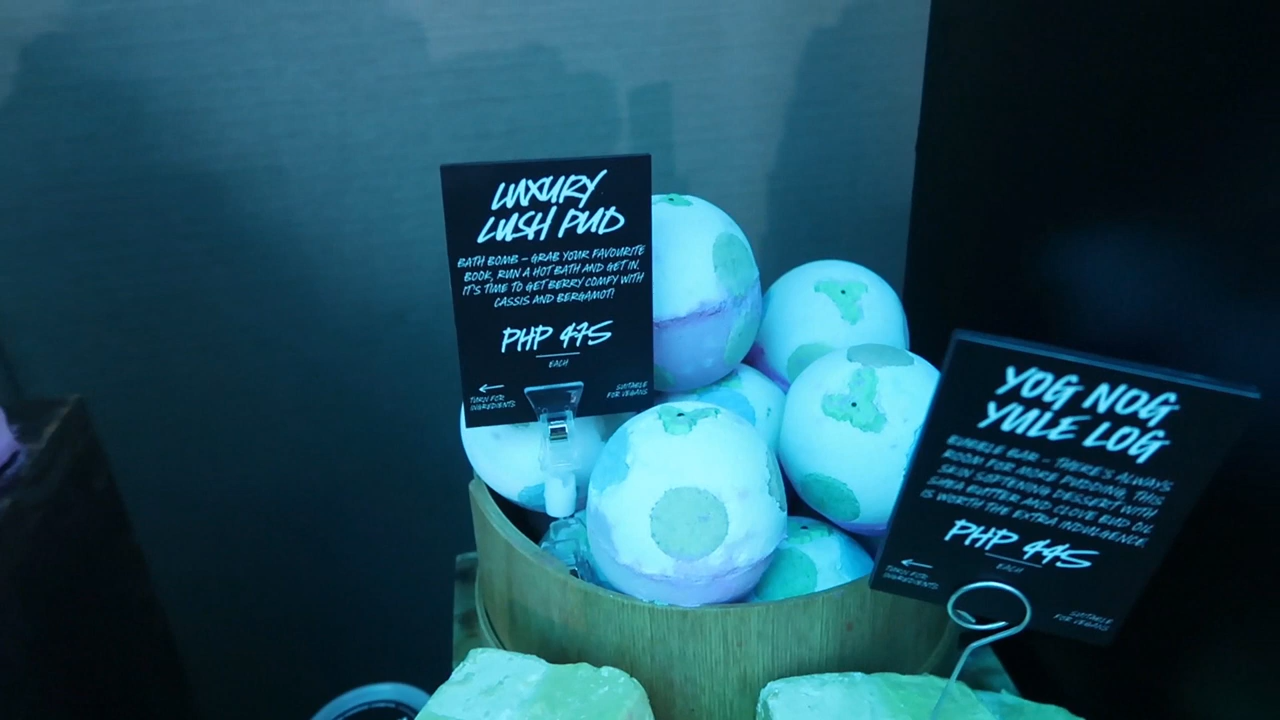 LUXURY
LUSH PUD
BATH BOMB – GRAB YOUR FAVOURITE
BOOK, RUN A HOT BATH AND GET IN.
IT'S TIME TO GET BERRY COMFY WITH
CASSIS AND BERGAMOT!
PHP 475
EACH
← TURN FOR
INGREDIENTS
SUITABLE
FOR VEGANS
YOG NOG
YULE LOG
BUBBLE BAR – THERE'S ALWAYS
ROOM FOR MORE PUDDING, THIS
SKIN SOFTENING DESSERT WITH
SHEA BUTTER AND CLOVE BUD OIL
IS WORTH THE EXTRA INDULGENCE.
PHP 445
EACH
← TURN FOR
INGREDIENTS
SUITABLE
FOR VEGANS